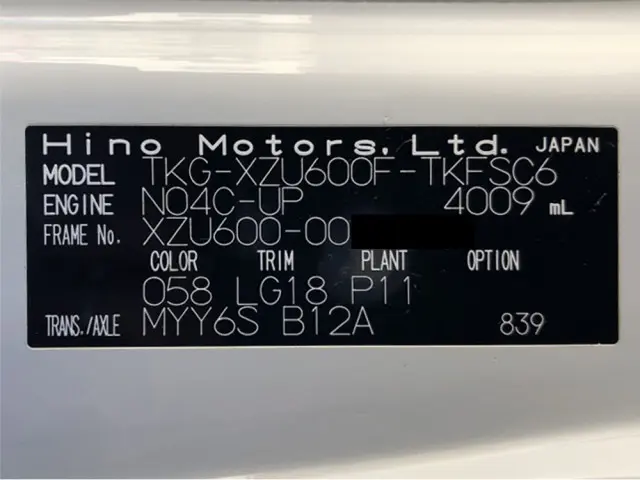 Hino Motors, Ltd. JAPAN
MODEL TKG-XZU600F-TKFSC6
ENGINE N04C-UP 4009 mL
FRAME No. XZU600-00
COLOR TRIM PLANT OPTION
058 LG18 P11
TRANS./AXLE MYY6S B12A 839